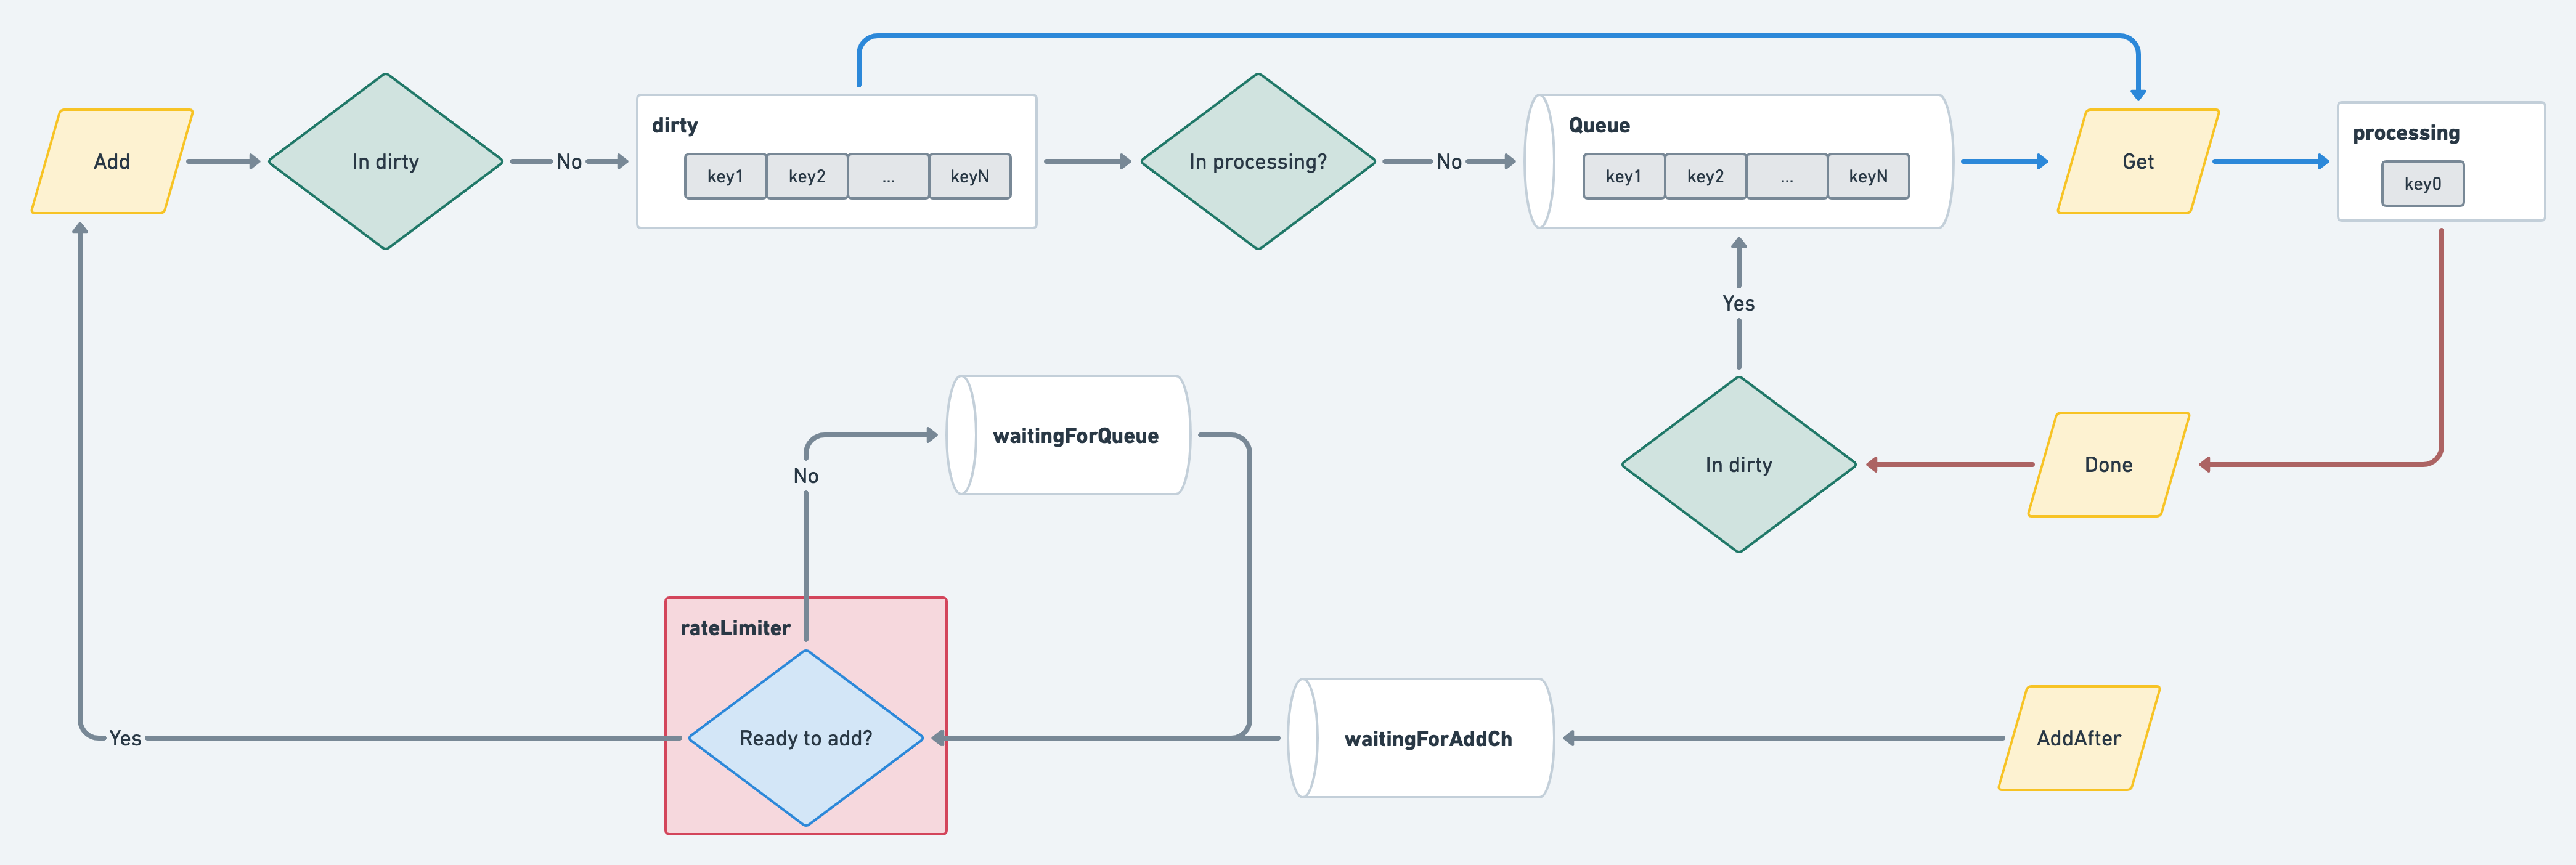 Add
In dirty
No
dirty
key1 key2 ... keyN
In processing?
No
Queue
key1 key2 ... keyN
Get
processing
key0
Yes
waitingForQueue
No
In dirty
Done
rateLimiter
Ready to add?
Yes
waitingForAddCh
AddAfter